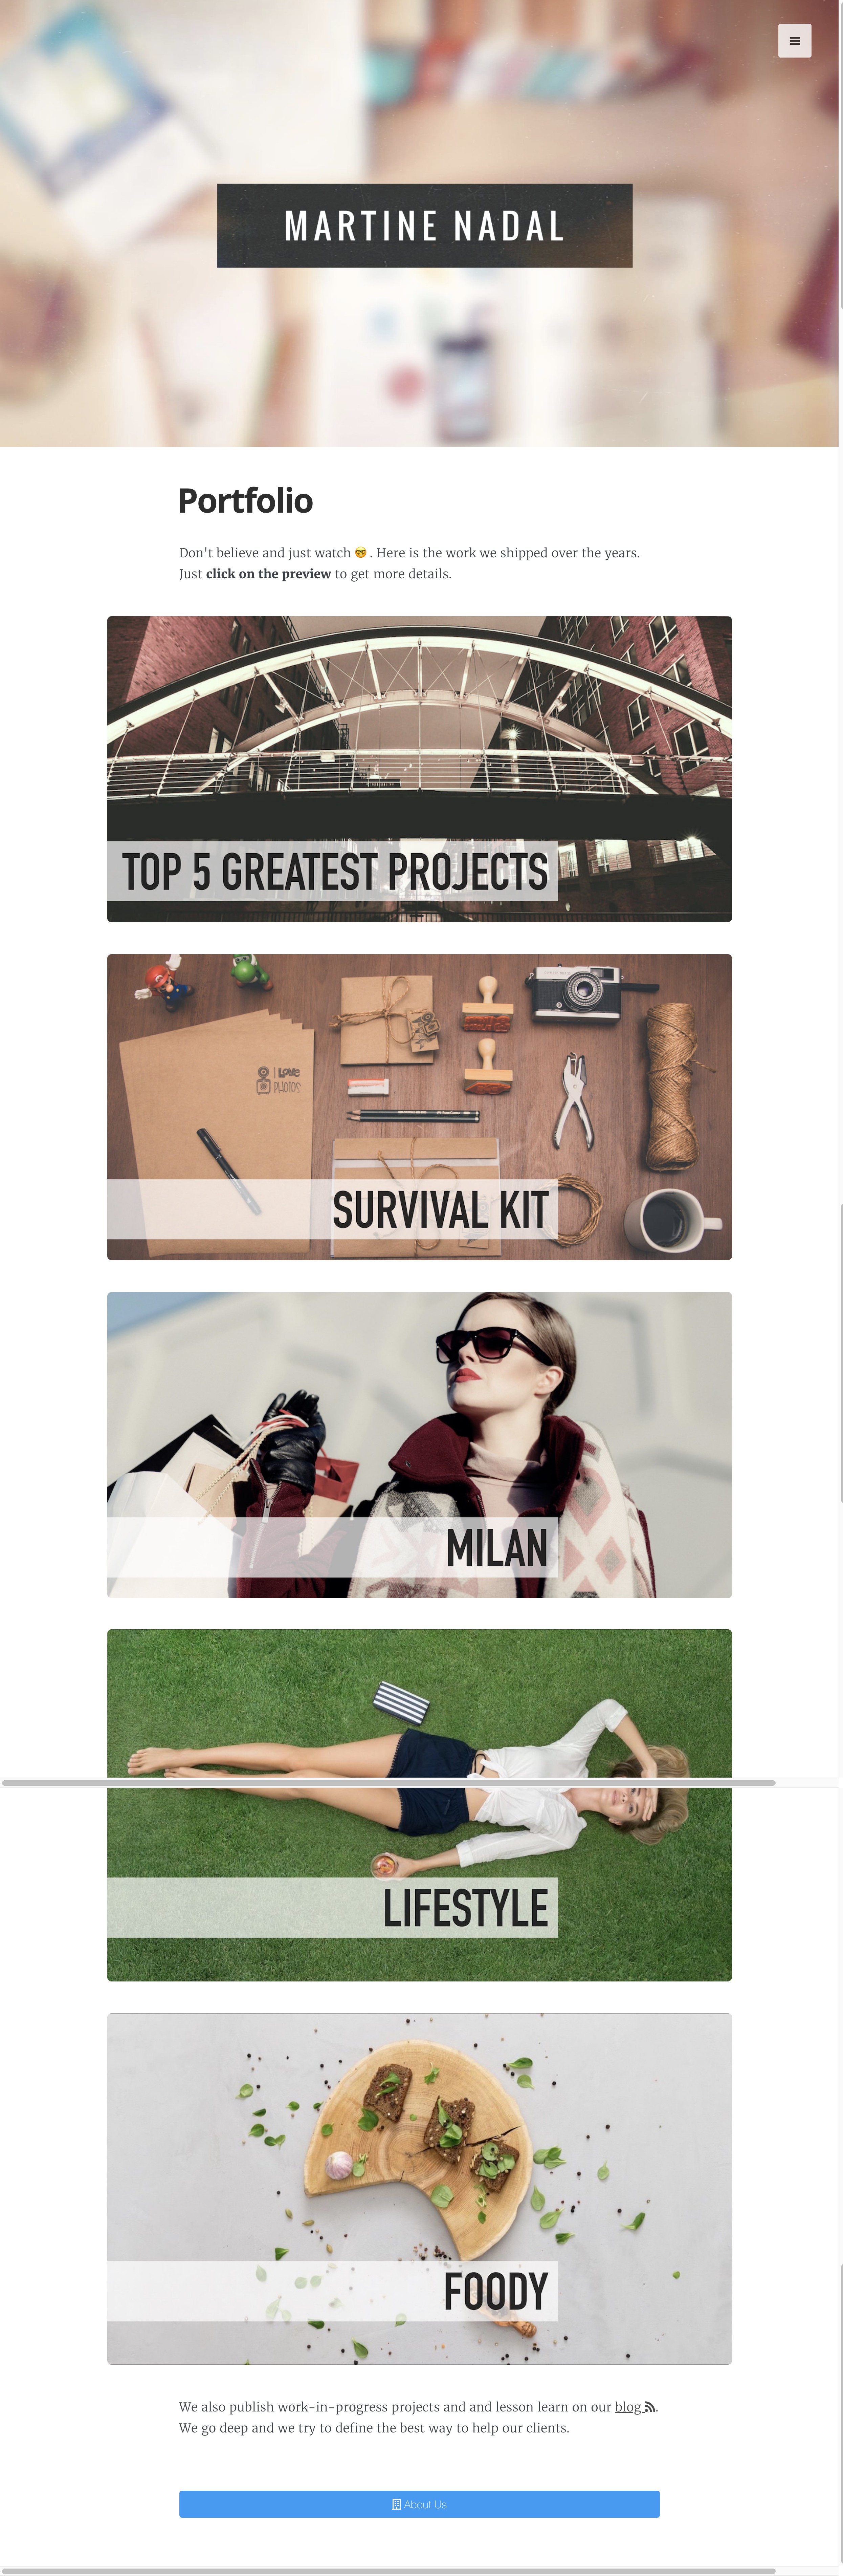 MARTINE NADAL
Portfolio
Don't believe and just watch 🤓 . Here is the work we shipped over the years.
Just click on the preview to get more details.
TOP 5 GREATEST PROJECTS
I LOVE
PHOTOS
SURVIVAL KIT
MILAN
LIFESTYLE
FOODY
We also publish work-in-progress projects and and lesson learn on our blog .
We go deep and we try to define the best way to help our clients.
About Us